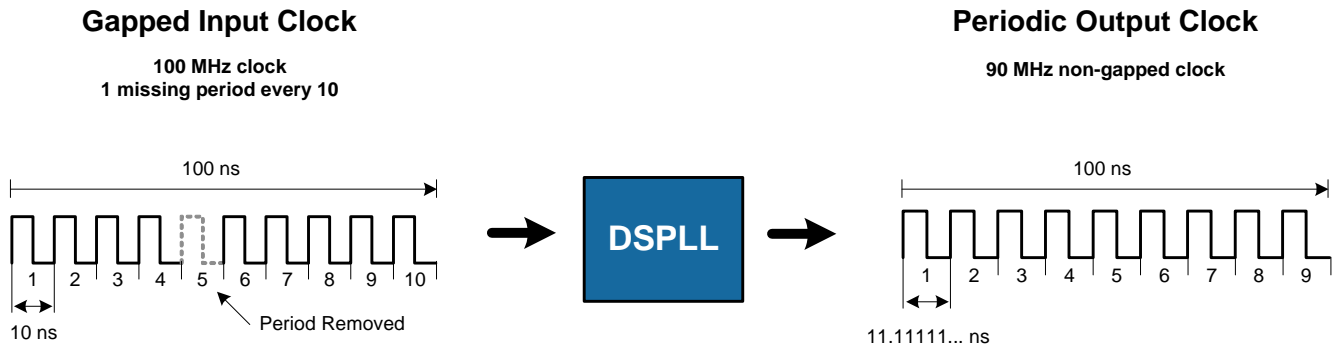 Gapped Input Clock
100 MHz clock
1 missing period every 10
100 ns
1 2 3 4 5 6 7 8 9 10
10 ns
Period Removed
DSPLL
Periodic Output Clock
90 MHz non-gapped clock
100 ns
1 2 3 4 5 6 7 8 9
11.11111... ns